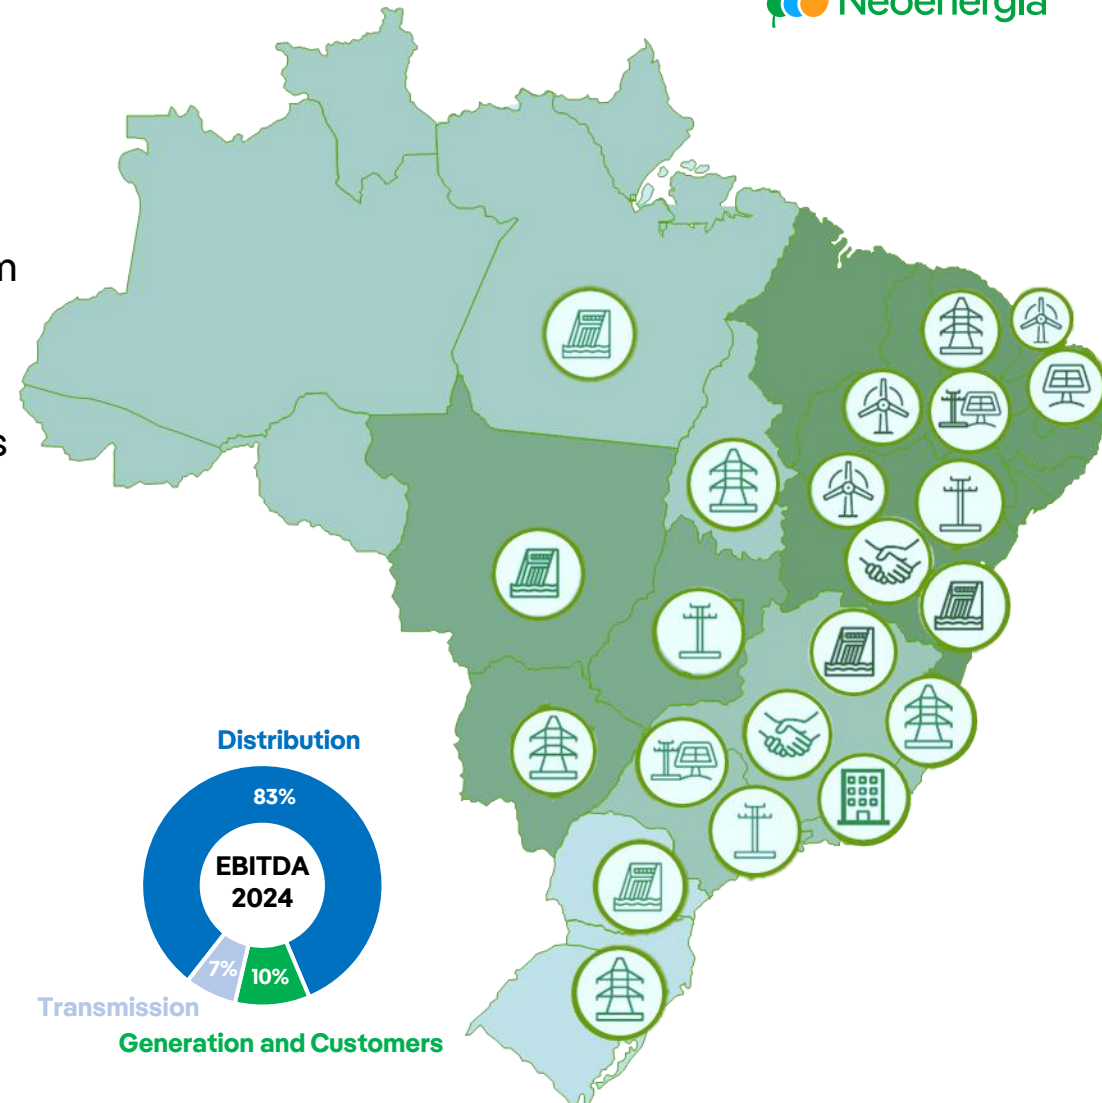 Neoenergia
m
s
Distribution
83%
EBITDA
2024
7%
10%
Transmission
Generation and Customers